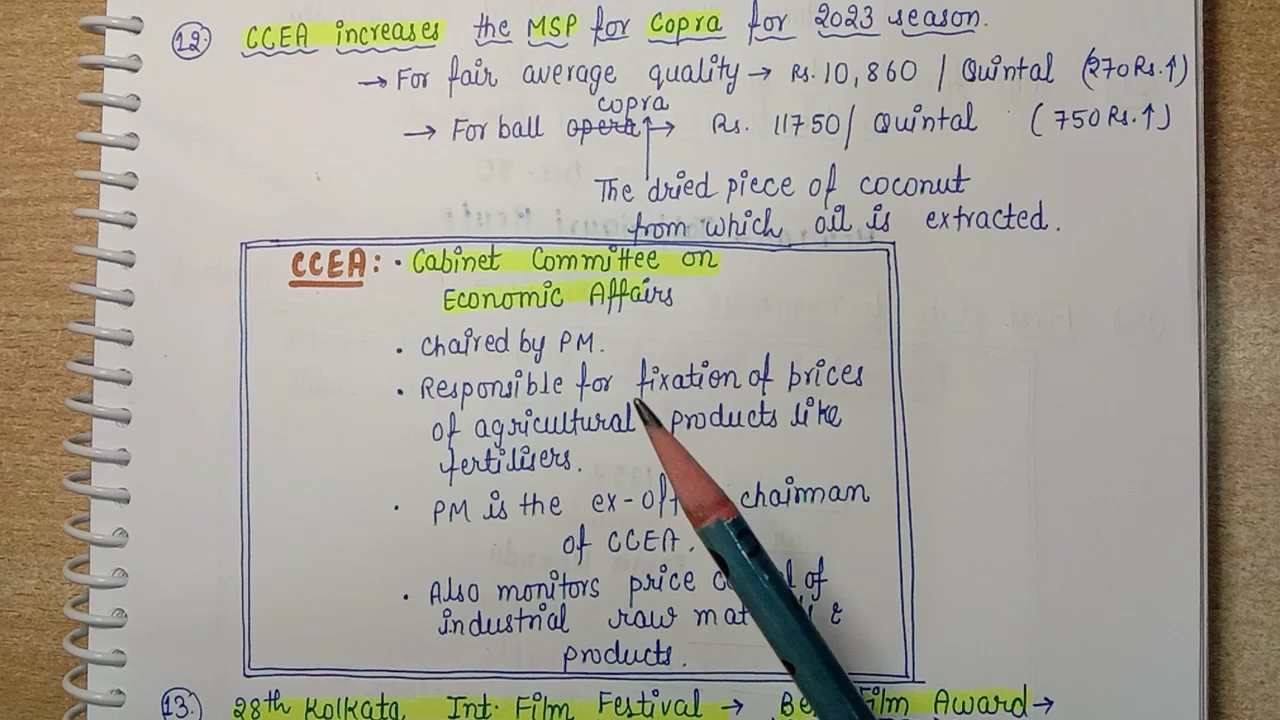 12. CCEA increases the MSP for Copra for 2023 season.
→ For fair average quality → Rs. 10,860 / Quintal (270 Rs.↑)
copra
→ For ball → Rs. 11750/ Quintal (750 Rs.↑)
The dried piece of coconut
from which oil is extracted.
CCEA: • Cabinet Committee on
Economic Affairs
• chaired by PM.
• Responsible for fixation of prices
of agricultural products like
fertilisers.
• PM is the ex-off chairman
of CCEA.
• Also monitors price of
industrial raw &
products.
13. 28th Kolkata Int. Film Festival → Film Award →